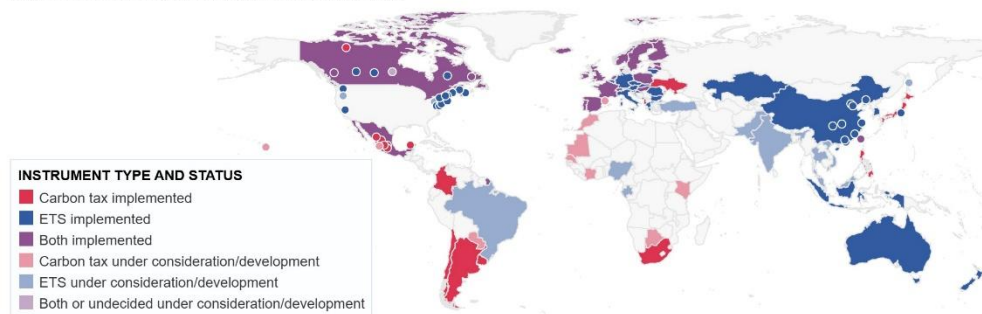 INSTRUMENT TYPE AND STATUS
Carbon tax implemented
ETS implemented
Both implemented
Carbon tax under consideration/development
ETS under consideration/development
Both or undecided under consideration/development